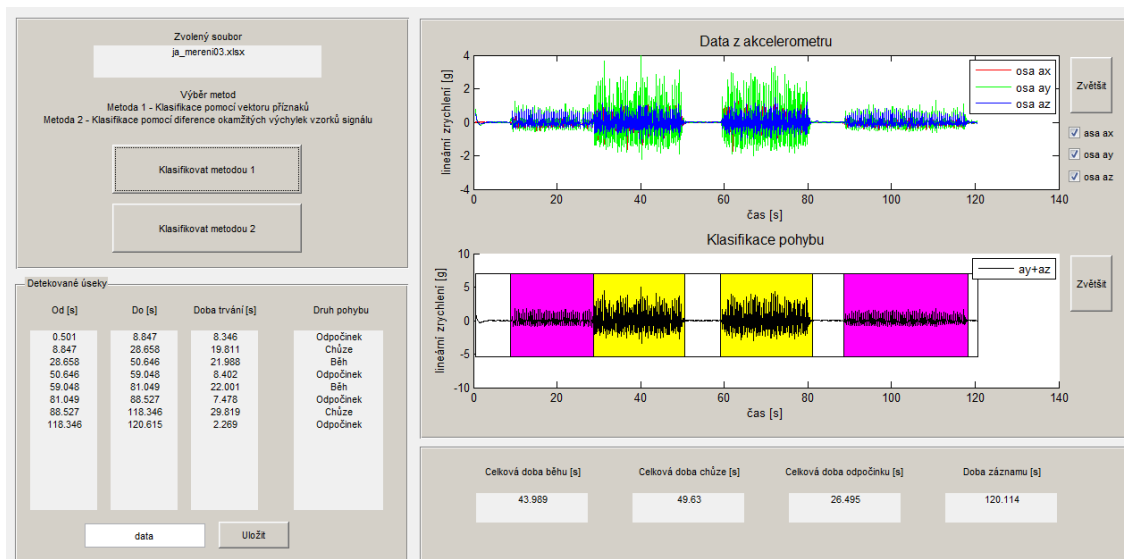 Zvolený soubor
ja_mereni03.xlsx
Výběr metod
Metoda 1 - Klasifikace pomocí vektoru příznaků
Metoda 2 - Klasifikace pomocí diference okamžitých výchylek vzorků signálu
Klasifikovat metodou 1
Klasifikovat metodou 2
Detekované úseky
Od [s] Do [s] Doba trvání [s] Druh pohybu
0.501 8.847 8.346 Odpočinek
8.847 28.658 19.811 Chůze
28.658 50.646 21.988 Běh
50.646 59.048 8.402 Odpočinek
59.048 81.049 22.001 Běh
81.049 88.527 7.478 Odpočinek
88.527 118.346 29.819 Chůze
118.346 120.615 2.269 Odpočinek
data Uložit
Data z akcelerometru
lineární zrychlení [g]
4
2
0
-2
-4
0 20 40 60 80 100 120 140
čas [s]
osa ax
osa ay
osa az
Zvětšit
asa ax
osa ay
osa az
Klasifikace pohybu
lineární zrychlení [g]
10
5
0
-5
-10
0 20 40 60 80 100 120 140
čas [s]
ay+az
Zvětšit
Celková doba běhu [s] Celková doba chůze [s] Celková doba odpočinku [s] Doba záznamu [s]
43.989 49.63 26.495 120.114